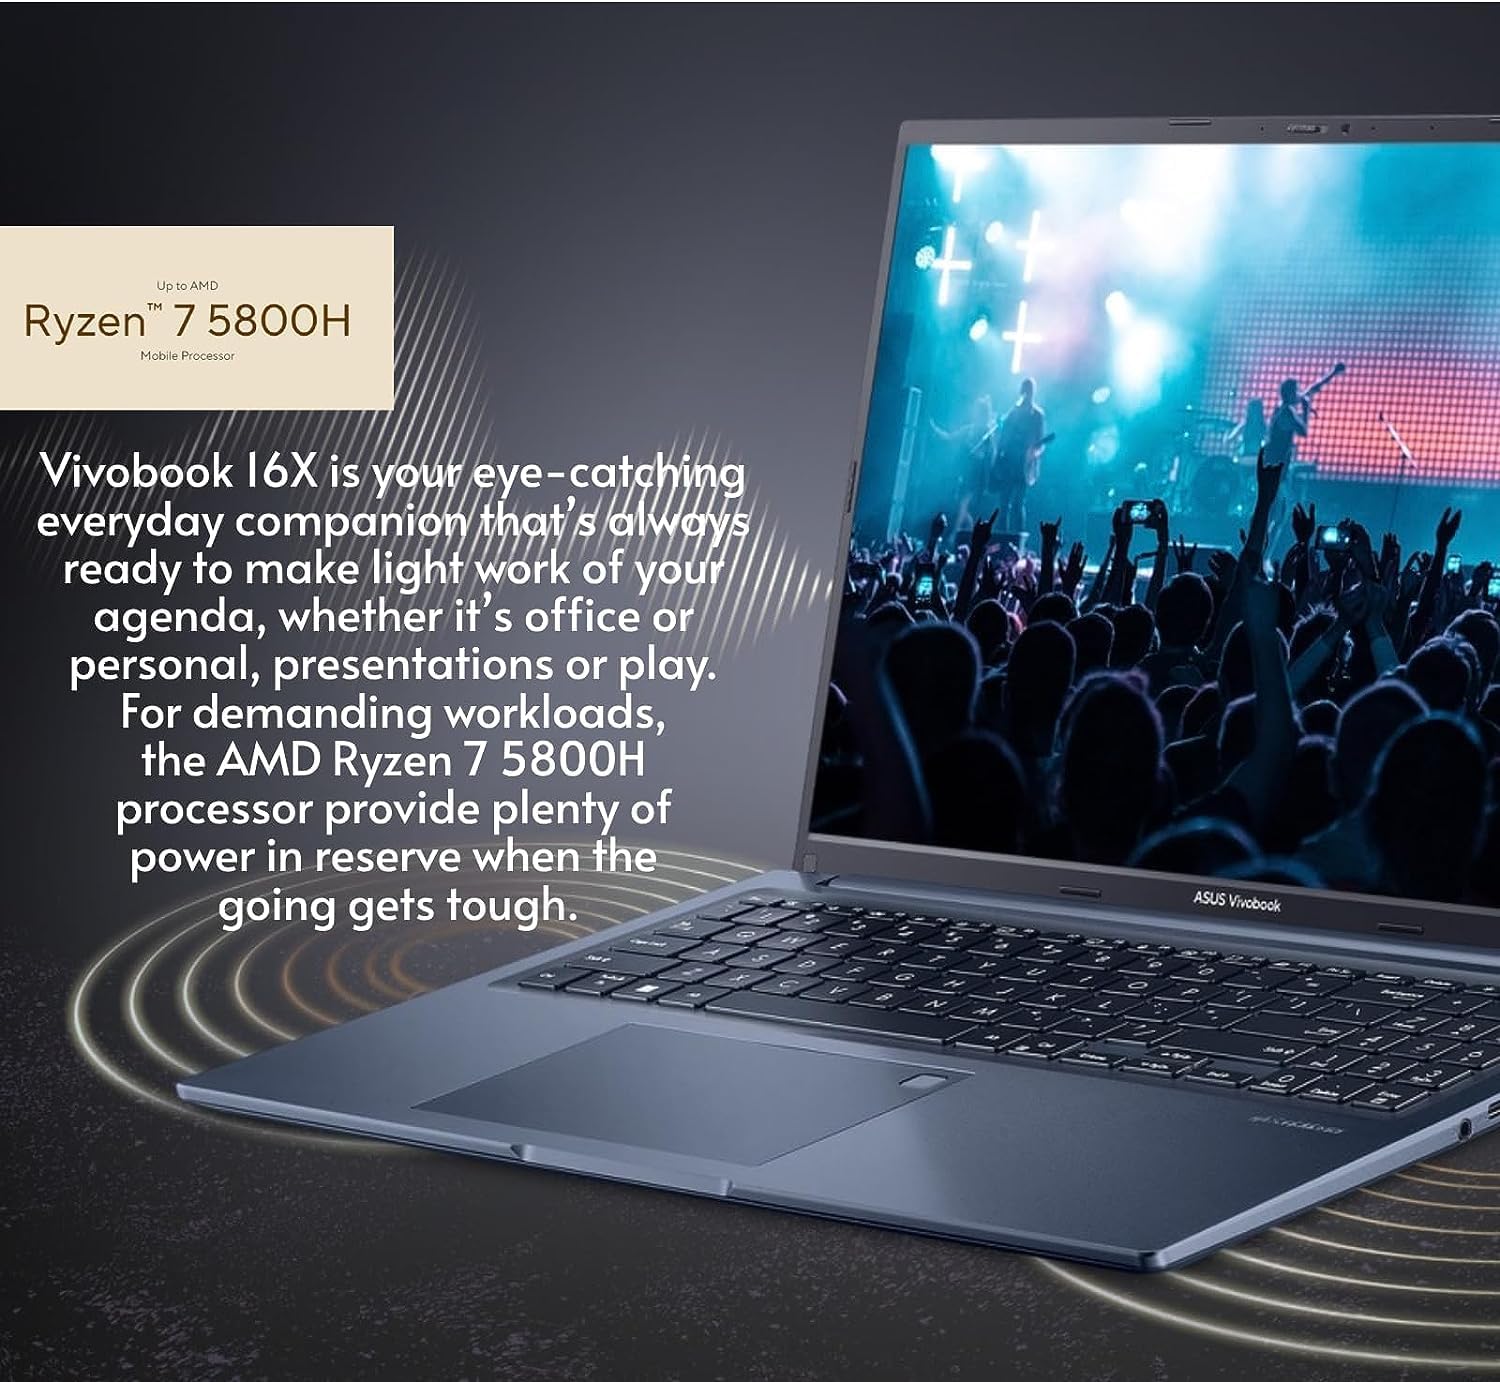 Up to AMD
Ryzen™ 7 5800H
Mobile Processor
Vivobook 16X is your eye-catching
everyday companion that's always
ready to make light work of your
agenda, whether it's office or
personal, presentations or play.
For demanding workloads,
the AMD Ryzen 7 5800H
processor provide plenty of
power in reserve when the
going gets tough.
ASUS Vivobook